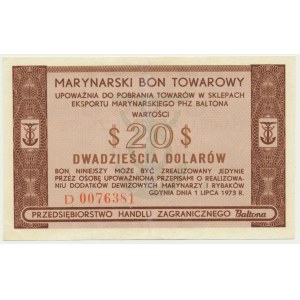 MARYNARSKI BON TOWAROWY
UPOWAŻNIA DO POBRANIA TOWARÓW W SKLEPACH
EKSPORTU MARYNARSKIEGO PHZ BALTONA
WARTOŚCI
$ 20 $
DWADZIEŚCIA DOLARÓW
BON NINIEJSZY MOŻE BYĆ ZREALIZOWANY JEDYNIE
PRZEZ OSOBĘ UPOWAŻNIONĄ PRZEPISAMI O REALIZOWA-
NIU DODATKÓW DEWIZOWYCH MARYNARZY I RYBAKÓW
GDYNIA DNIA 1 LIPCA 1973 R.
D 0076381
PRZEDSIĘBIORSTWO HANDLU ZAGRANICZNEGO Baltona